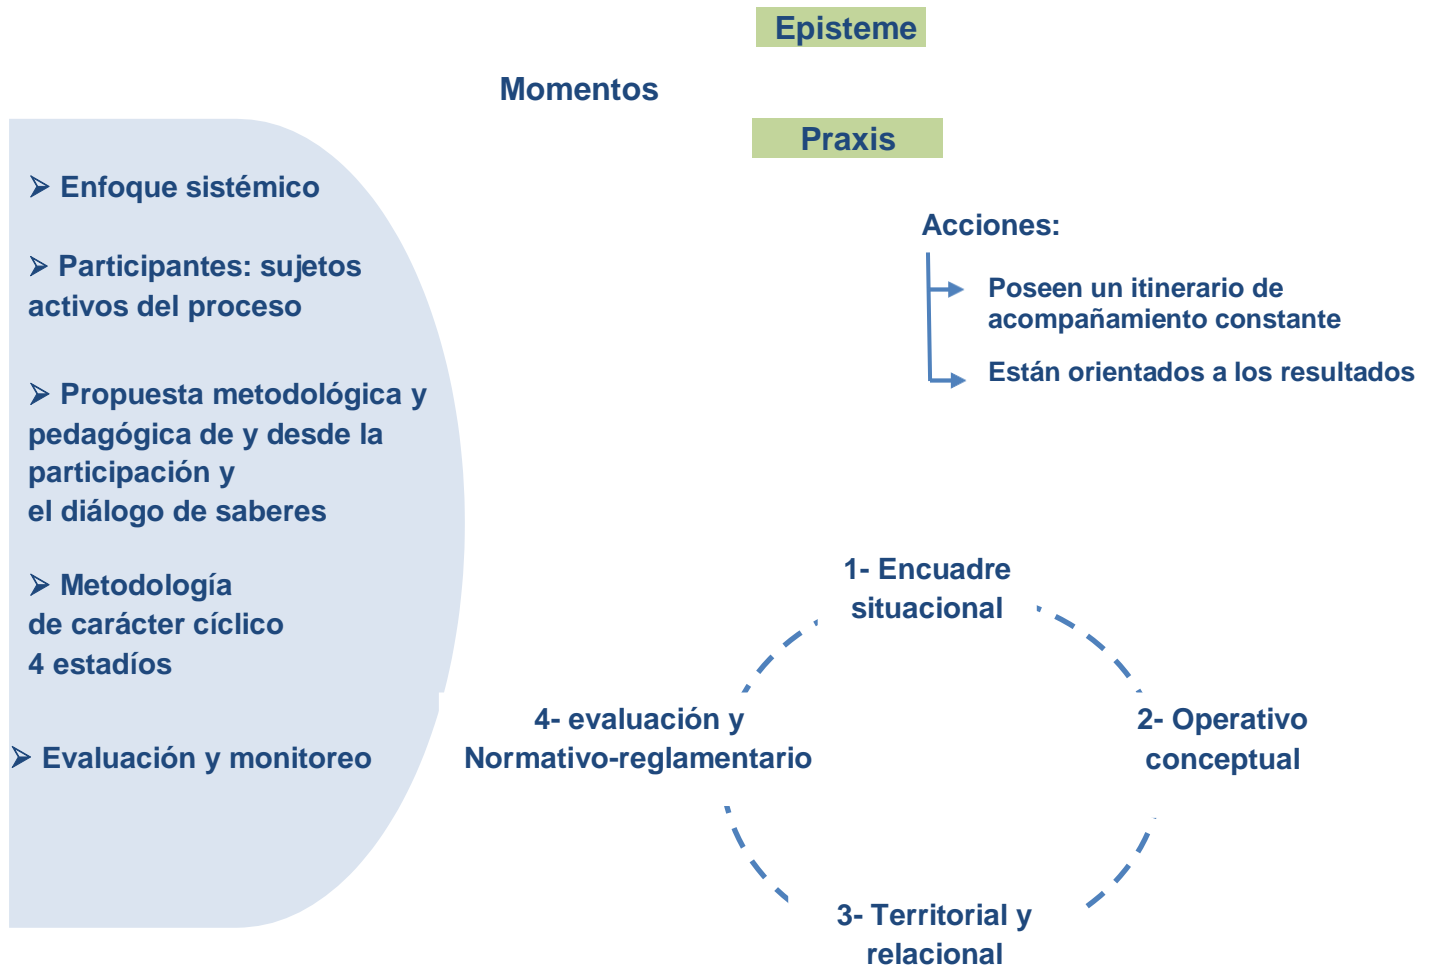 Episteme
Momentos
Praxis
➢ Enfoque sistémico
➢ Participantes: sujetos
activos del proceso
➢ Propuesta metodológica y
pedagógica de y desde la
participación y
el diálogo de saberes
➢ Metodología
de carácter cíclico
4 estadíos
➢ Evaluación y monitoreo
Acciones:
Poseen un itinerario de
acompañamiento constante
Están orientados a los resultados
1- Encuadre
situacional
2- Operativo
conceptual
3- Territorial y
relacional
4- evaluación y
Normativo-reglamentario